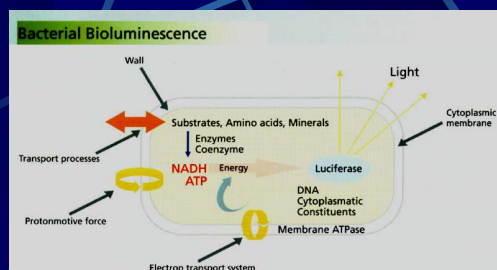 Bacterial Bioluminescence
Wall
Light
Substrates, Amino acids, Minerals
Cytoplasmic
membrane
Enzymes
Coenzyme
Transport processes
NADH
ATP
Energy
Luciferase
DNA
Cytoplasmatic
Constituents
Protonmotive force
Membrane ATPase
Electron transport system